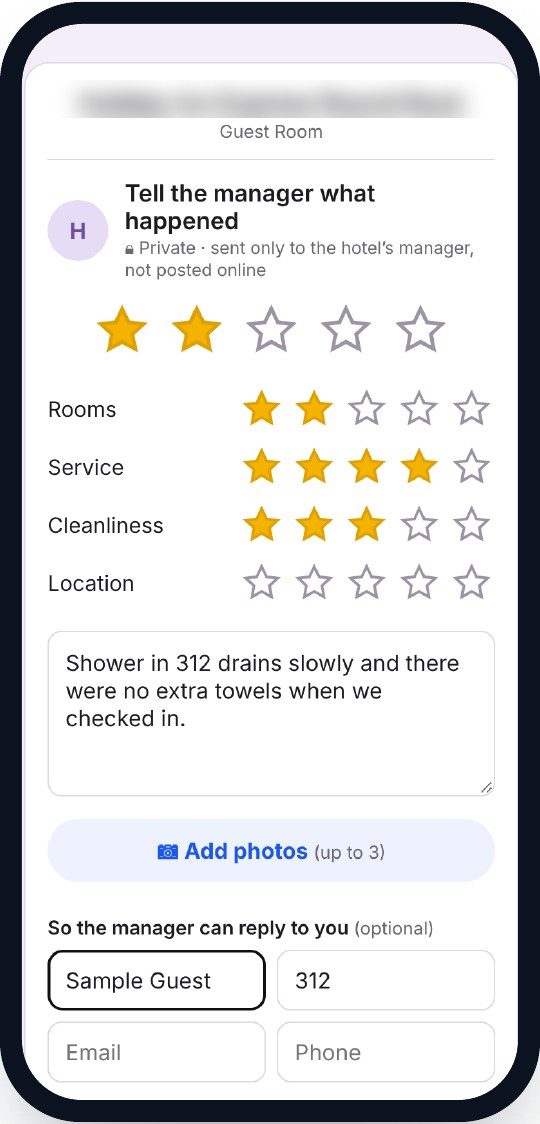 Guest Room
Tell the manager what
happened
H
Private · sent only to the hotel’s manager,
not posted online
Rooms
Service
Cleanliness
Location
Shower in 312 drains slowly and there
were no extra towels when we
checked in.
Add photos (up to 3)
So the manager can reply to you (optional)
Sample Guest
312
Email
Phone